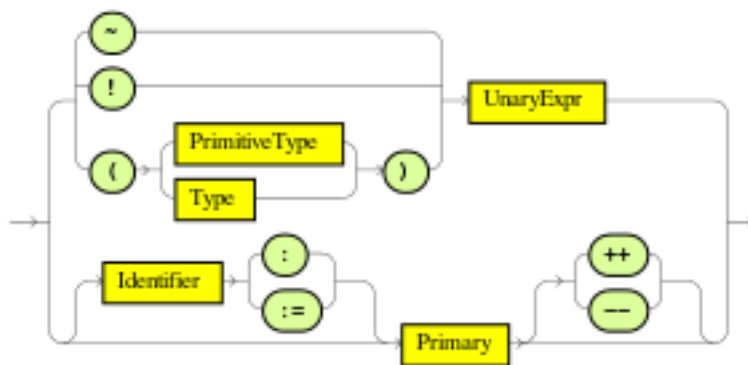 ~
! UnaryExpr
PrimitiveType
( )
Type
: ++
Identifier
:= --
Primary